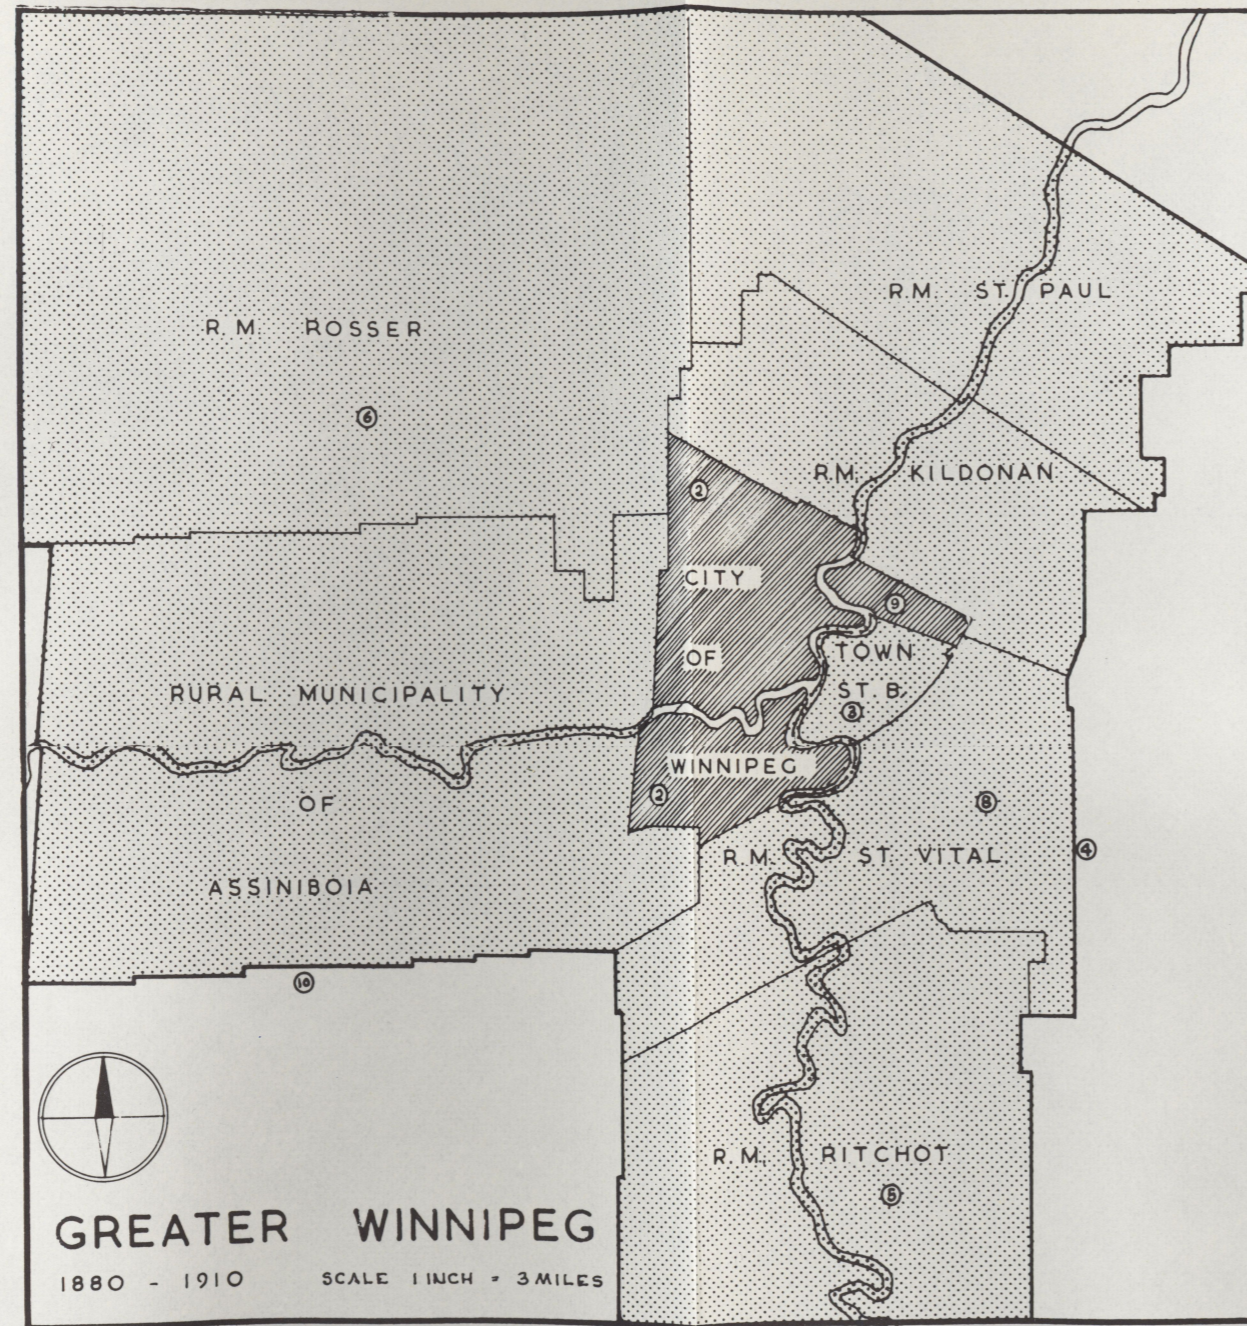 R.M. ST. PAUL
R.M ROSSER
6
R.M. KILDONAN
2
CITY
9
OF
TOWN
ST. B.
3
RURAL MUNICIPALITY
WINNIPEG
2
OF
8
R.M. ST. VITAL
4
ASSINIBOIA
10
R.M. RITCHOT
5
GREATER WINNIPEG
1880 - 1910 SCALE 1 INCH = 3 MILES